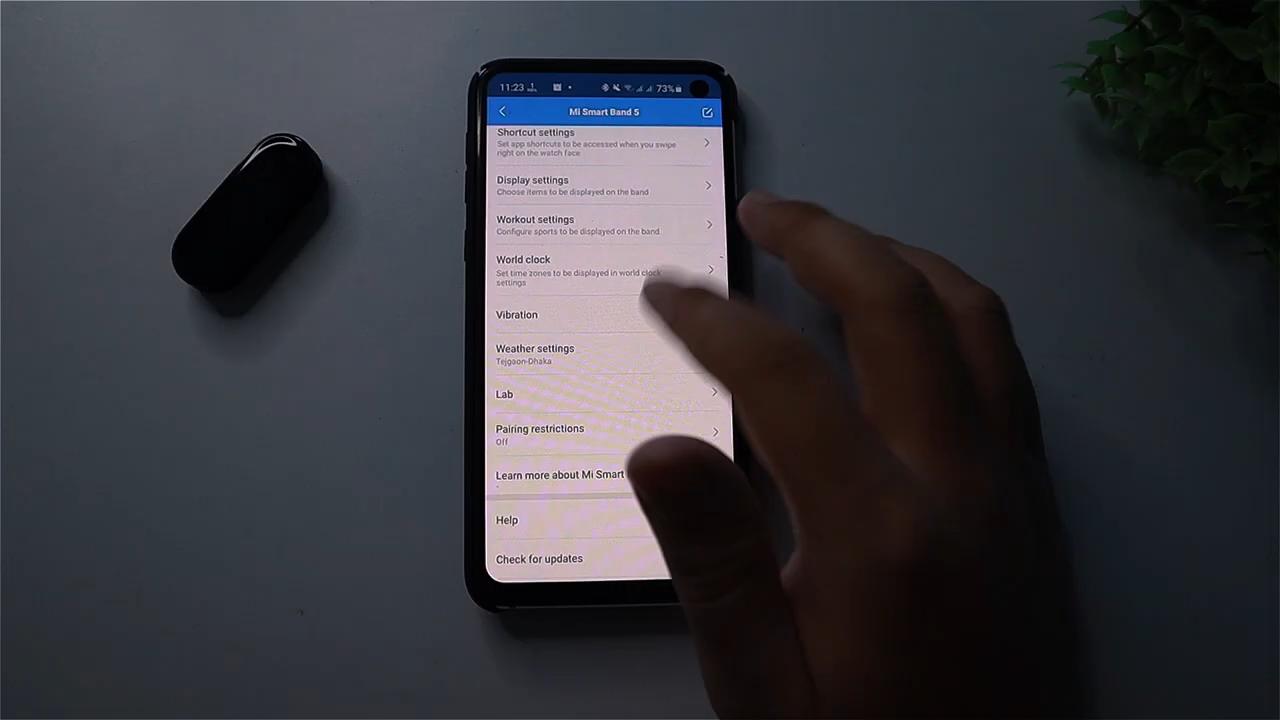 11:23
73%
Mi Smart Band 5
Shortcut settings
Set app shortcuts to be accessed when you swipe
right on the watch face
Display settings
Choose items to be displayed on the band
Workout settings
Configure sports to be displayed on the band
World clock
Set time zones to be displayed in world clock
settings
Vibration
Weather settings
Tejgaon-Dhaka
Lab
Pairing restrictions
Off
Learn more about Mi Smart
Help
Check for updates